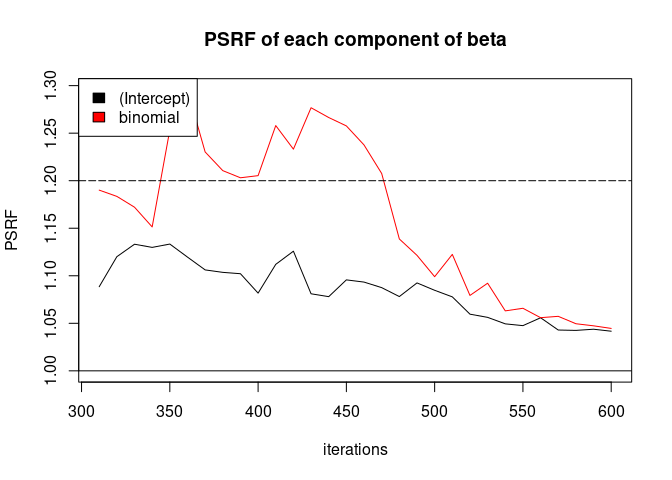 PSRF of each component of beta
(Intercept)
binomial
PSRF
1.30
1.25
1.20
1.15
1.10
1.05
1.00
300 350 400 450 500 550 600
iterations